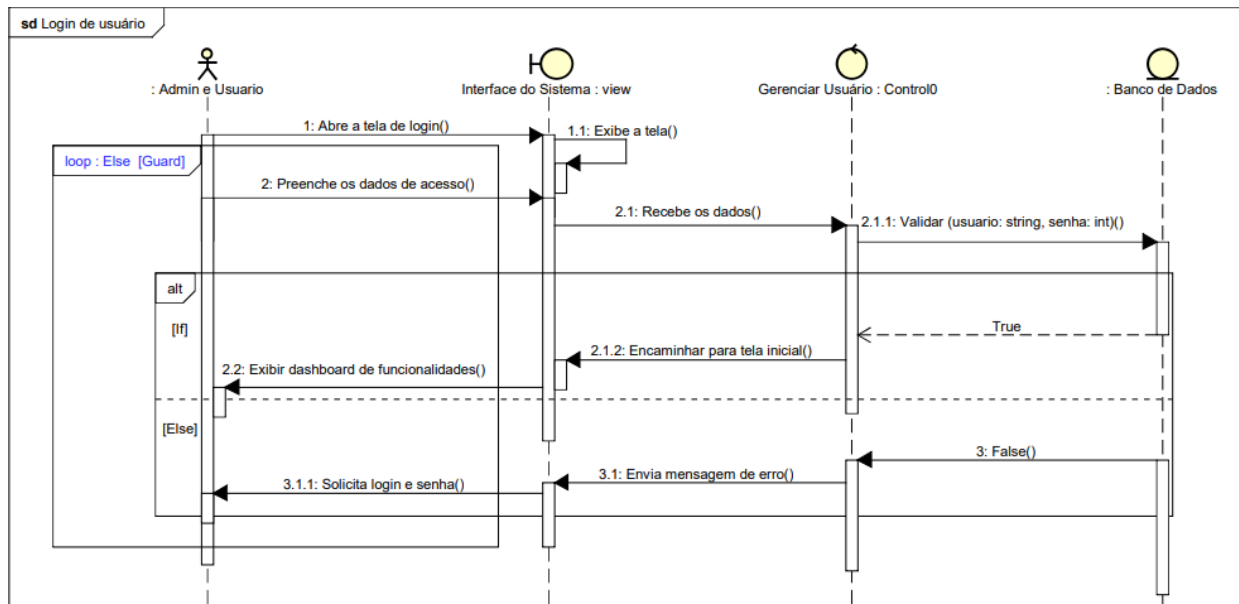 sd Login de usuário
: Admin e Usuario
Interface do Sistema : view
Gerenciar Usuário : Control0
: Banco de Dados
1: Abre a tela de login()
1.1: Exibe a tela()
loop : Else [Guard]
2: Preenche os dados de acesso()
2.1: Recebe os dados()
2.1.1: Validar (usuario: string, senha: int)()
alt
[If]
True
2.1.2: Encaminhar para tela inicial()
2.2: Exibir dashboard de funcionalidades()
[Else]
3: False()
3.1: Envia mensagem de erro()
3.1.1: Solicita login e senha()